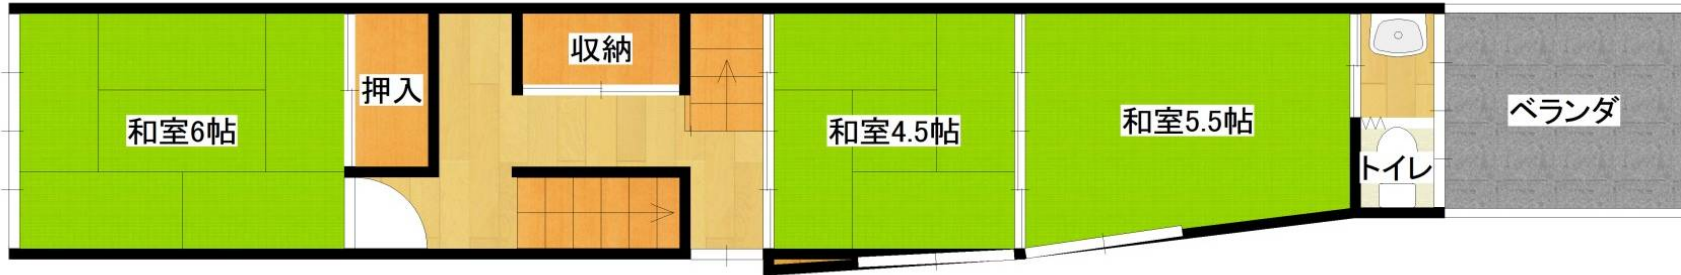 和室6帖
押入
収納
和室4.5帖
和室5.5帖
トイレ
ベランダ